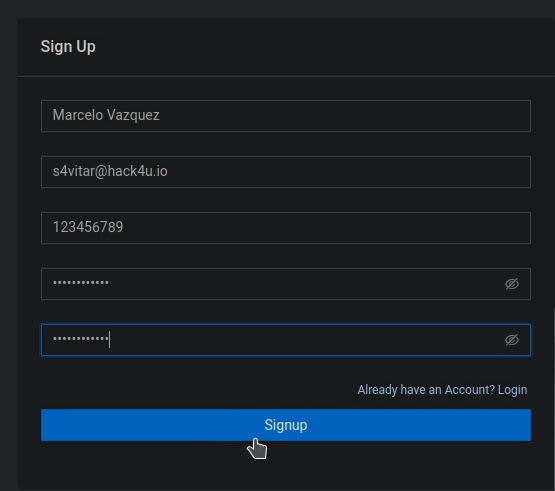 Sign Up
Marcelo Vazquez
s4vitar@hack4u.io
123456789
••••••••••••
••••••••••••
Already have an Account? Login
Signup